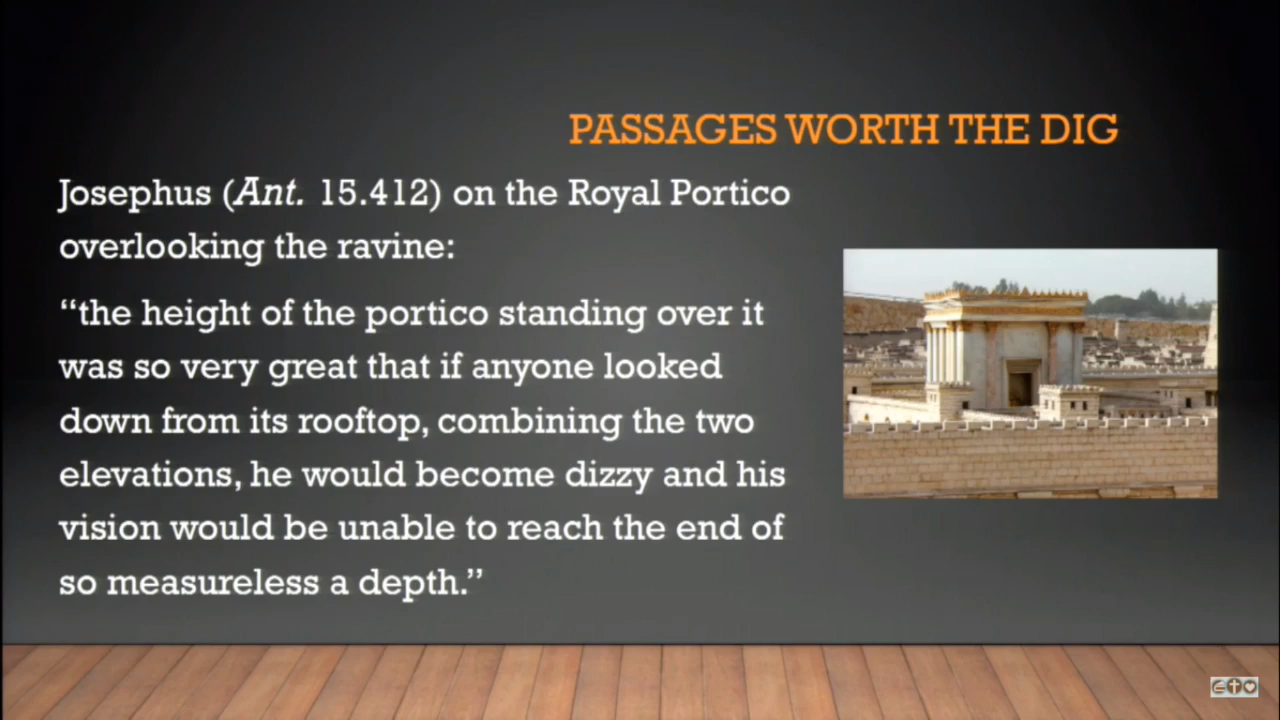 PASSAGES WORTH THE DIG
Josephus (Ant. 15.412) on the Royal Portico
overlooking the ravine:
“the height of the portico standing over it
was so very great that if anyone looked
down from its rooftop, combining the two
elevations, he would become dizzy and his
vision would be unable to reach the end of
so measureless a depth.”